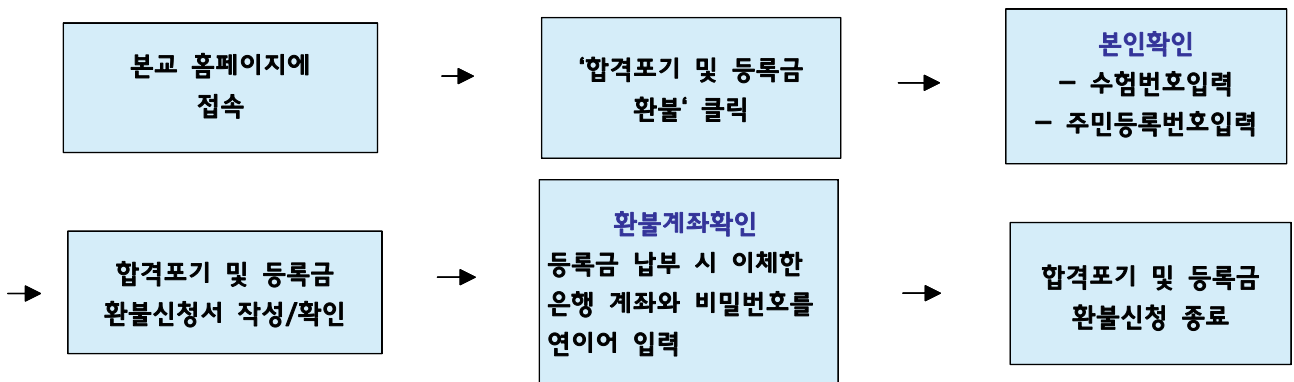 본교 홈페이지에
접속
‘합격포기 및 등록금
환불‘ 클릭
본인확인
- 수험번호입력
- 주민등록번호입력
합격포기 및 등록금
환불신청서 작성/확인
환불계좌확인
등록금 납부 시 이체한
은행 계좌와 비밀번호를
연이어 입력
합격포기 및 등록금
환불신청 종료